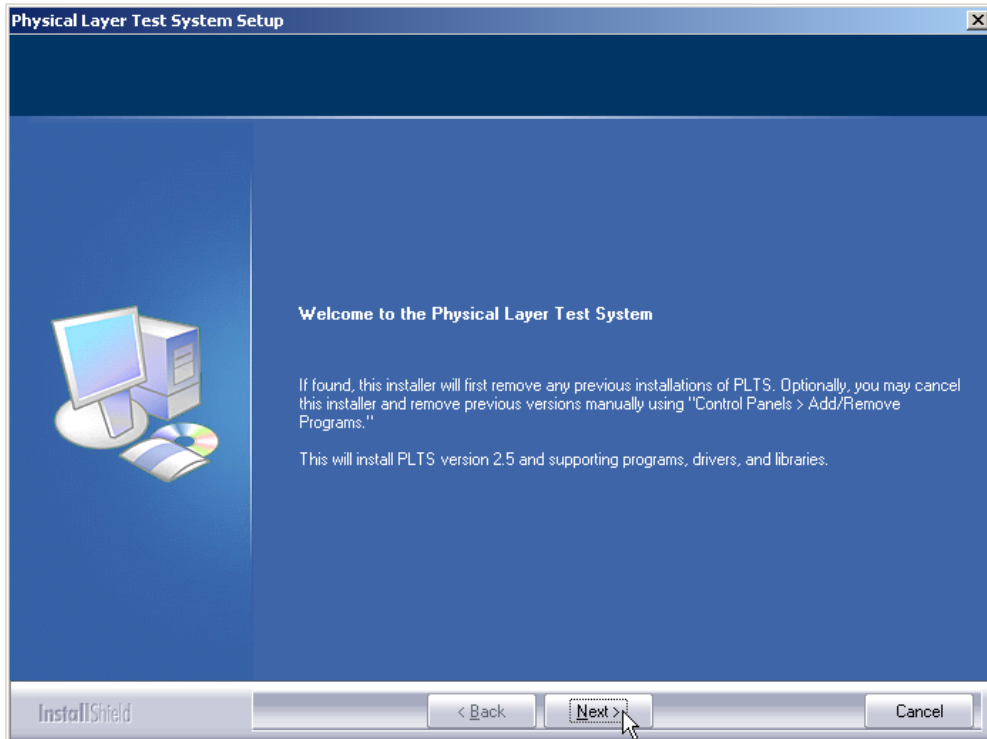 Physical Layer Test System Setup
Welcome to the Physical Layer Test System
If found, this installer will first remove any previous installations of PLTS. Optionally, you may cancel
this installer and remove previous versions manually using "Control Panels > Add/Remove
Programs."
This will install PLTS version 2.5 and supporting programs, drivers, and libraries.
InstallShield
< Back
Next >
Cancel